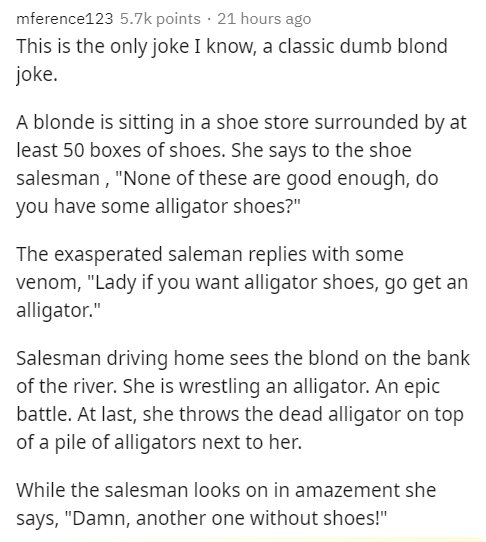 mference123 5.7k points · 21 hours ago
This is the only joke I know, a classic dumb blond
joke.
A blonde is sitting in a shoe store surrounded by at
least 50 boxes of shoes. She says to the shoe
salesman , "None of these are good enough, do
you have some alligator shoes?"
The exasperated saleman replies with some
venom, "Lady if you want alligator shoes, go get an
alligator."
Salesman driving home sees the blond on the bank
of the river. She is wrestling an alligator. An epic
battle. At last, she throws the dead alligator on top
of a pile of alligators next to her.
While the salesman looks on in amazement she
says, "Damn, another one without shoes!"